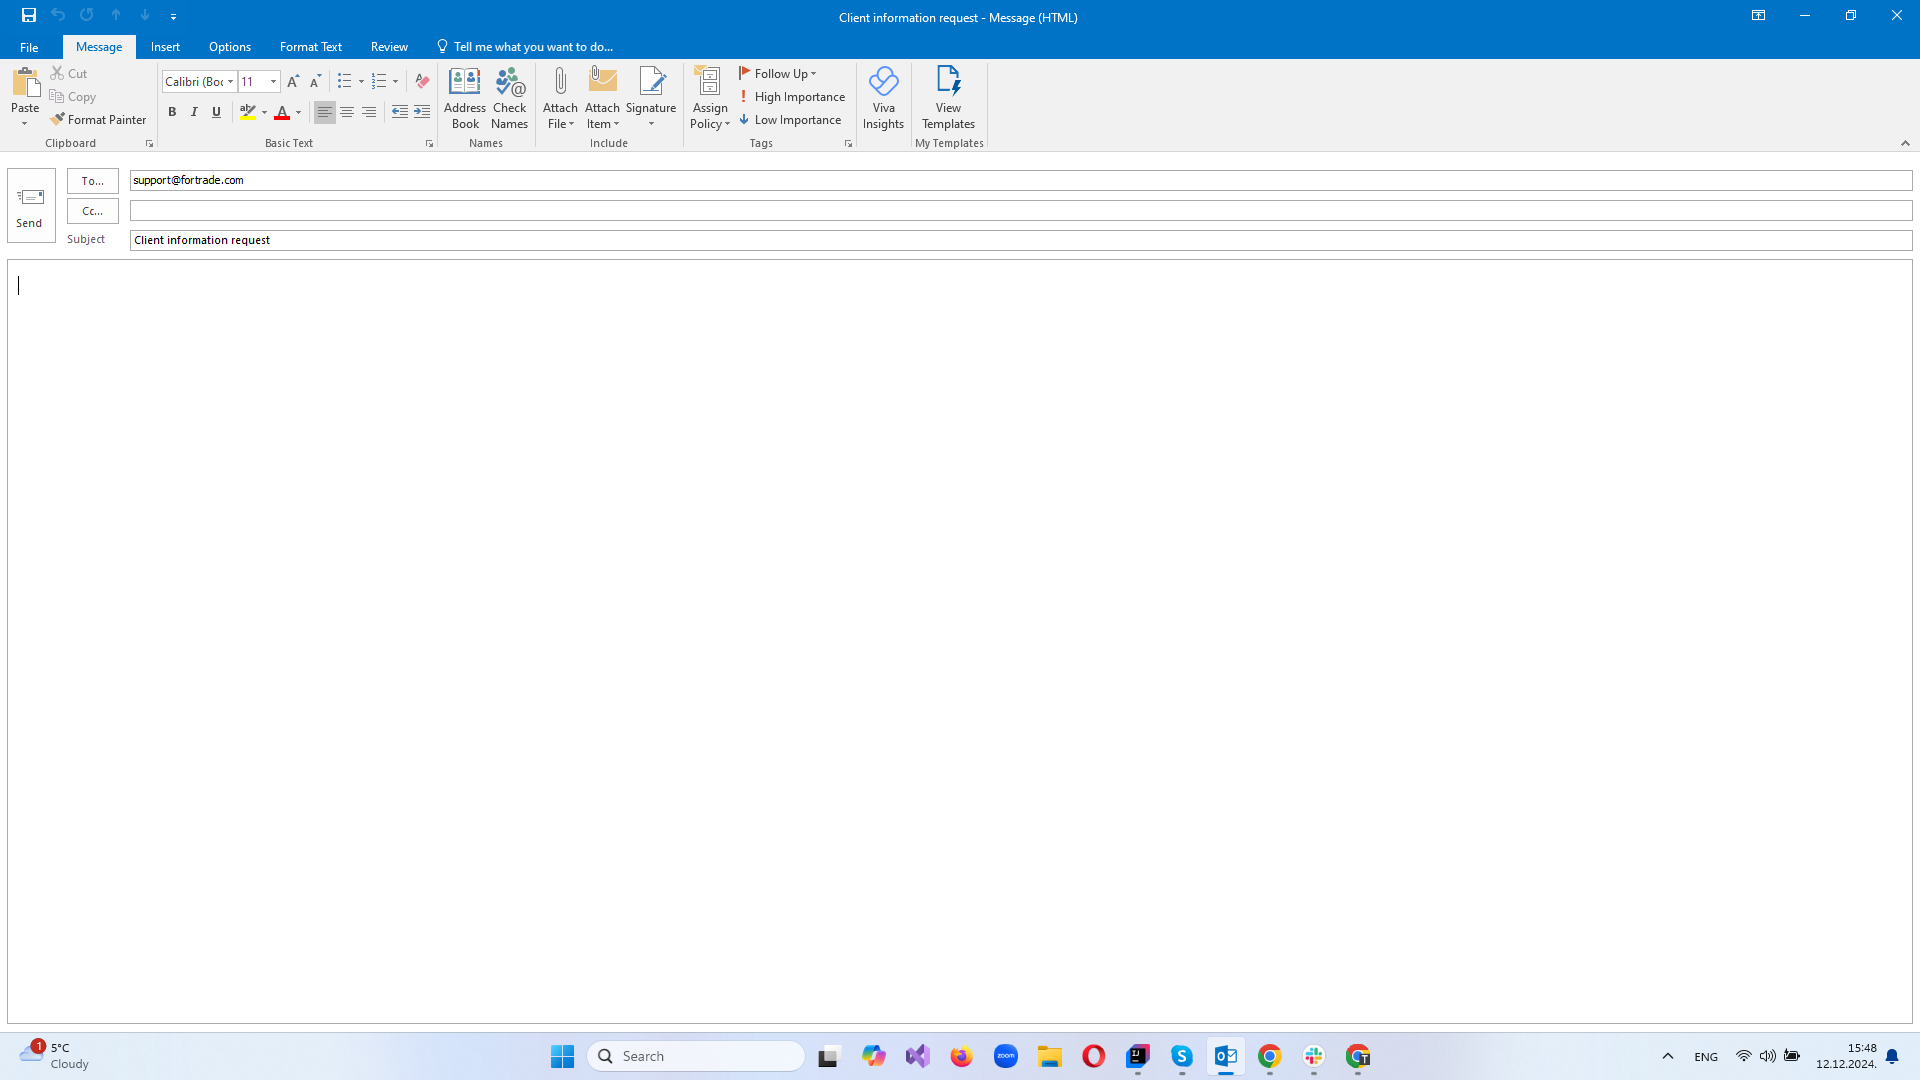 Client information request - Message (HTML)
File Message Insert Options Format Text Review Tell me what you want to do...
Paste
Cut
Copy
Format Painter
Clipboard
Calibri (Boc 11
B I U
Basic Text
Address Book
Check Names
Names
Attach File
Attach Item
Signature
Include
Assign Policy
Follow Up
High Importance
Low Importance
Tags
Viva Insights
View Templates
My Templates
Send
To... support@fortrade.com
Cc...
Subject Client information request
1
5°C
Cloudy
Search
zoom
ENG
15:48
12.12.2024.